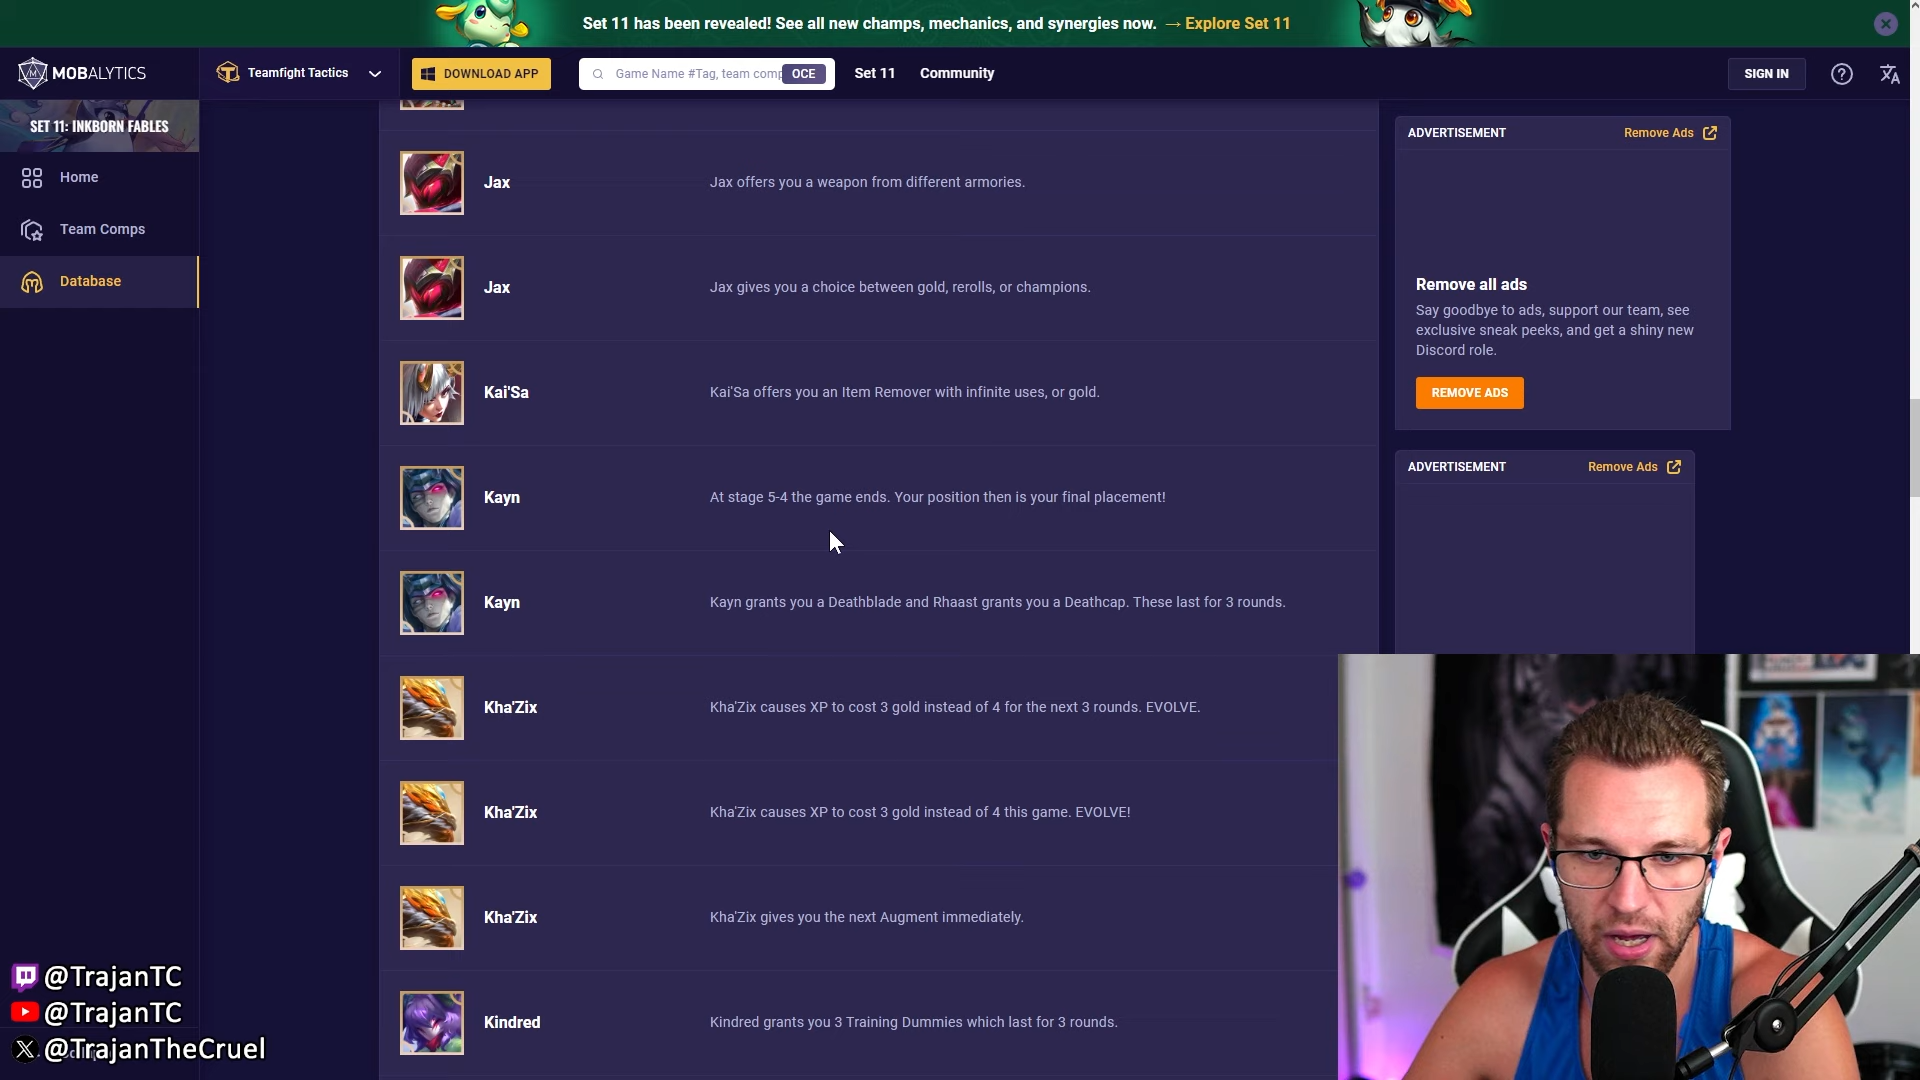 Set 11 has been revealed! See all new champs, mechanics, and synergies now. → Explore Set 11
MOBALYTICS
Teamfight Tactics
DOWNLOAD APP
Game Name #Tag, team comp
OCE
Set 11
Community
SIGN IN
SET 11: INKBORN FABLES
Home
Team Comps
Database
Jax
Jax offers you a weapon from different armories.
Jax
Jax gives you a choice between gold, rerolls, or champions.
Kai'Sa
Kai'Sa offers you an Item Remover with infinite uses, or gold.
Kayn
At stage 5-4 the game ends. Your position then is your final placement!
Kayn
Kayn grants you a Deathblade and Rhaast grants you a Deathcap. These last for 3 rounds.
Kha'Zix
Kha'Zix causes XP to cost 3 gold instead of 4 for the next 3 rounds. EVOLVE.
Kha'Zix
Kha'Zix causes XP to cost 3 gold instead of 4 this game. EVOLVE!
Kha'Zix
Kha'Zix gives you the next Augment immediately.
Kindred
Kindred grants you 3 Training Dummies which last for 3 rounds.
ADVERTISEMENT
Remove Ads
Remove all ads
Say goodbye to ads, support our team, see
exclusive sneak peeks, and get a shiny new
Discord role.
REMOVE ADS
ADVERTISEMENT
Remove Ads
@TrajanTC
@TrajanTC
@TrajanTheCruel